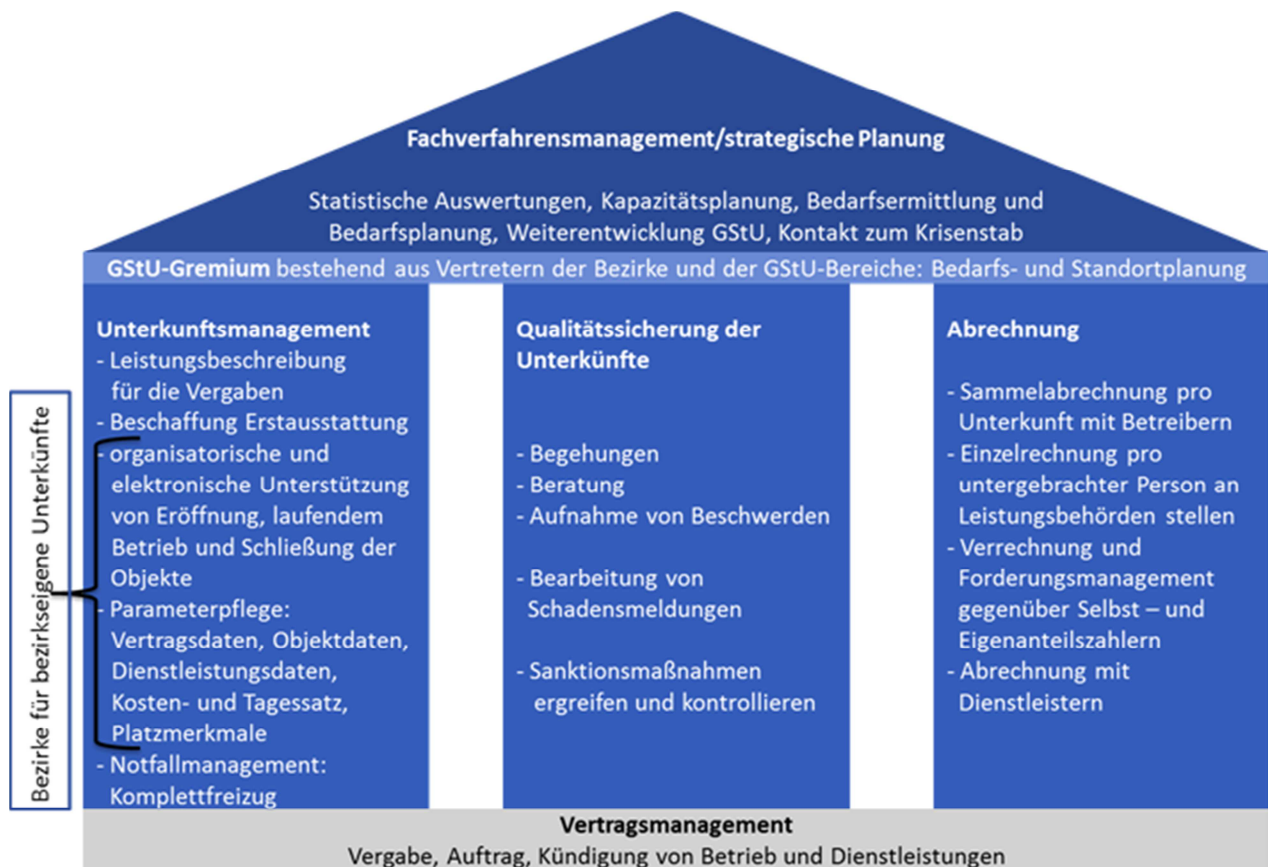 Fachverfahrensmanagement/strategische Planung
Statistische Auswertungen, Kapazitätsplanung, Bedarfsermittlung und
Bedarfsplanung, Weiterentwicklung GStU, Kontakt zum Krisenstab
GStU-Gremium bestehend aus Vertretern der Bezirke und der GStU-Bereiche: Bedarfs- und Standortplanung
Bezirke für bezirkseigene Unterkünfte
Unterkunftsmanagement
- Leistungsbeschreibung
für die Vergaben
- Beschaffung Erstausstattung
- organisatorische und
elektronische Unterstützung
von Eröffnung, laufendem
Betrieb und Schließung der
Objekte
- Parameterpflege:
Vertragsdaten, Objektdaten,
Dienstleistungsdaten,
Kosten- und Tagessatz,
Platzmerkmale
- Notfallmanagement:
Komplettfreizug
Qualitätssicherung der
Unterkünfte
- Begehungen
- Beratung
- Aufnahme von Beschwerden
- Bearbeitung von
Schadensmeldungen
- Sanktionsmaßnahmen
ergreifen und kontrollieren
Abrechnung
- Sammelabrechnung pro
Unterkunft mit Betreibern
- Einzelrechnung pro
untergebrachter Person an
Leistungsbehörden stellen
- Verrechnung und
Forderungsmanagement
gegenüber Selbst – und
Eigenanteilszahlern
- Abrechnung mit
Dienstleistern
Vertragsmanagement
Vergabe, Auftrag, Kündigung von Betrieb und Dienstleistungen